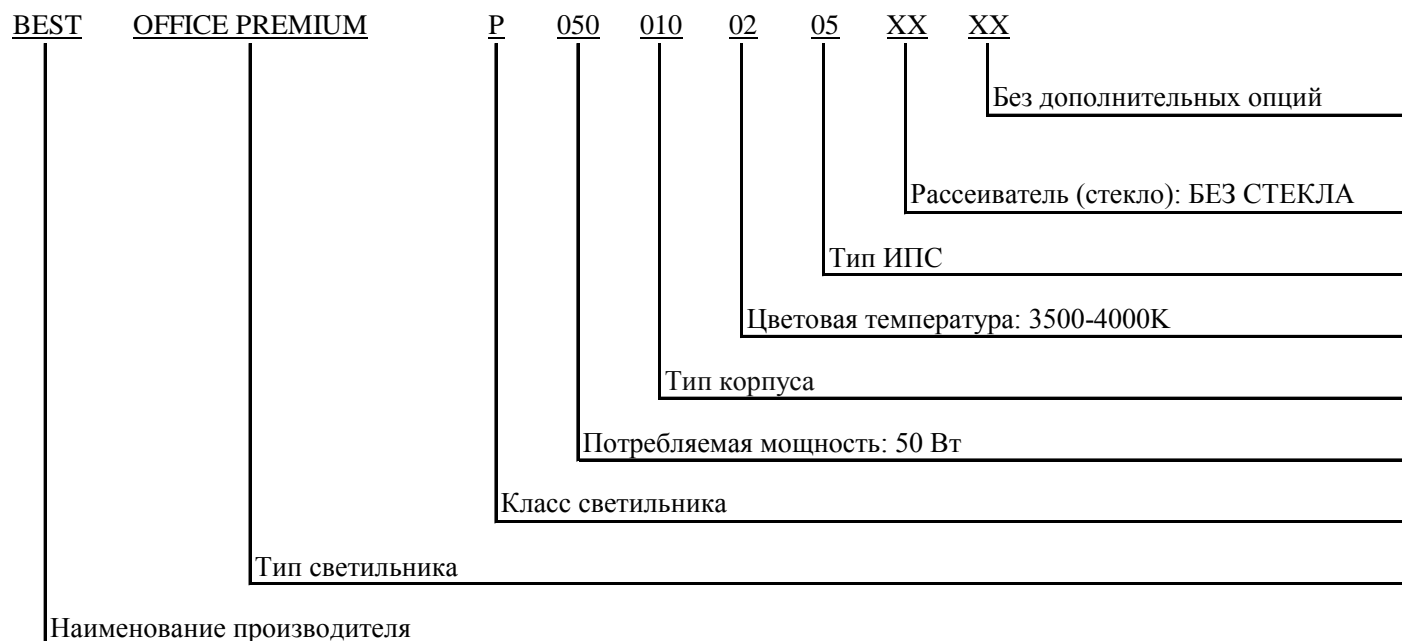 BEST OFFICE PREMIUM P 050 010 02 05 XX XX
Без дополнительных опций
Рассеиватель (стекло): БЕЗ СТЕКЛА
Тип ИПС
Цветовая температура: 3500-4000K
Тип корпуса
Потребляемая мощность: 50 Вт
Класс светильника
Тип светильника
Наименование производителя